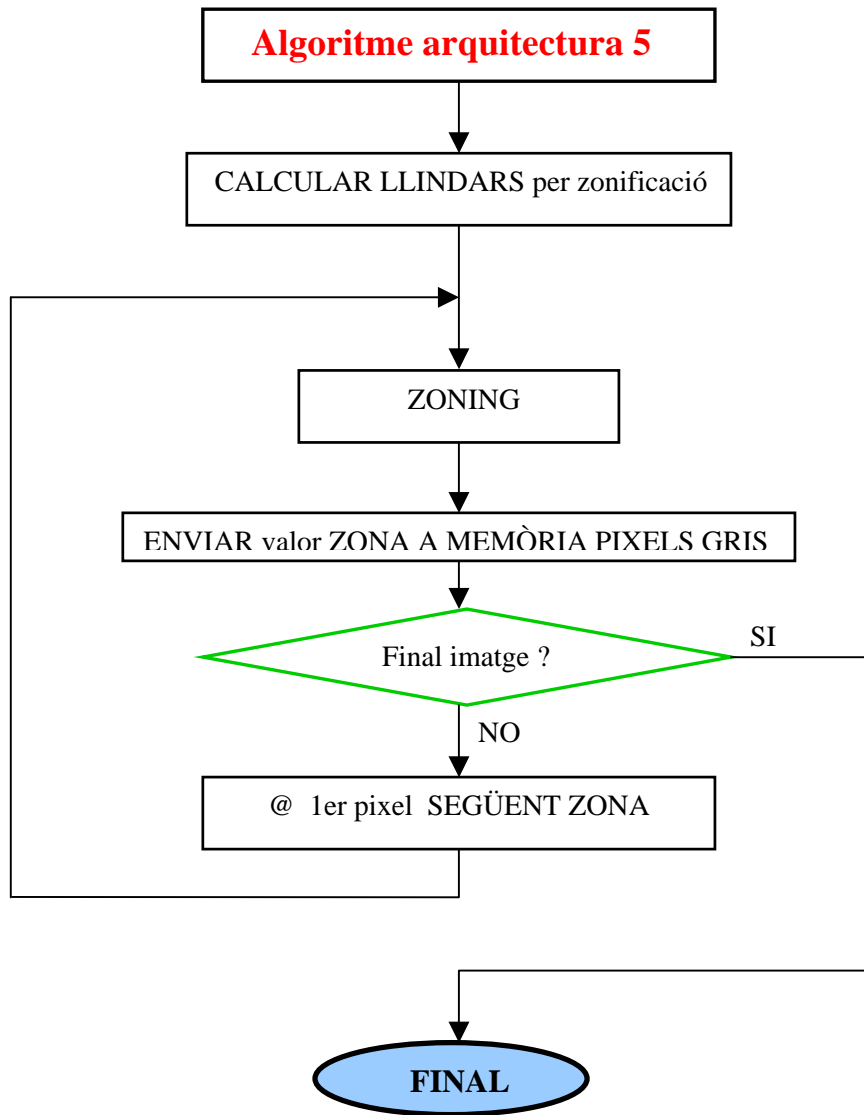 Algoritme arquitectura 5
CALCULAR LLINDARS per zonificació
ZONING
ENVIAR valor ZONA A MEMÒRIA PIXELS GRIS
Final imatge ?
SI
NO
@ 1er pixel SEGÜENT ZONA
FINAL